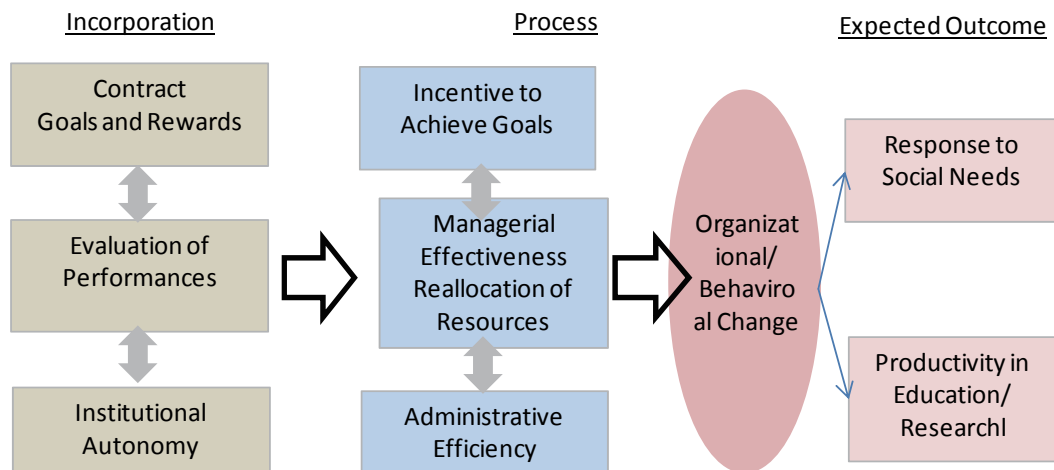 Incorporation
Process
Expected Outcome
Contract
Goals and Rewards
Evaluation of
Performances
Institutional
Autonomy
Incentive to
Achieve Goals
Managerial
Effectiveness
Reallocation of
Resources
Administrative
Efficiency
Organizat
ional/
Behaviro
al Change
Response to
Social Needs
Productivity in
Education/
Researchl